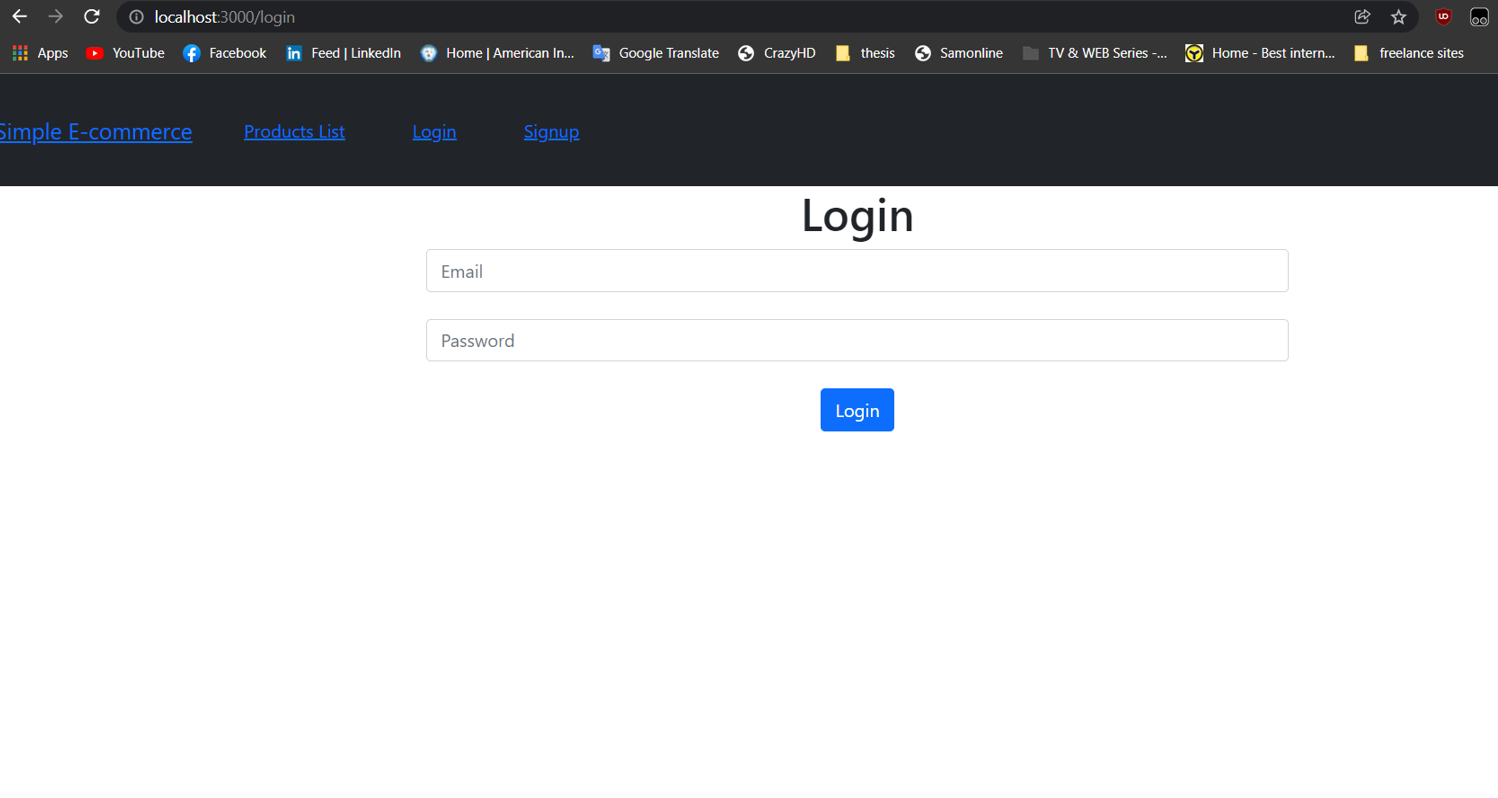 localhost:3000/login
Apps YouTube Facebook Feed | LinkedIn Home | American In... Google Translate CrazyHD thesis Samonline TV & WEB Series -... Home - Best intern... freelance sites
Simple E-commerce Products List Login Signup
Login
Email
Password
Login